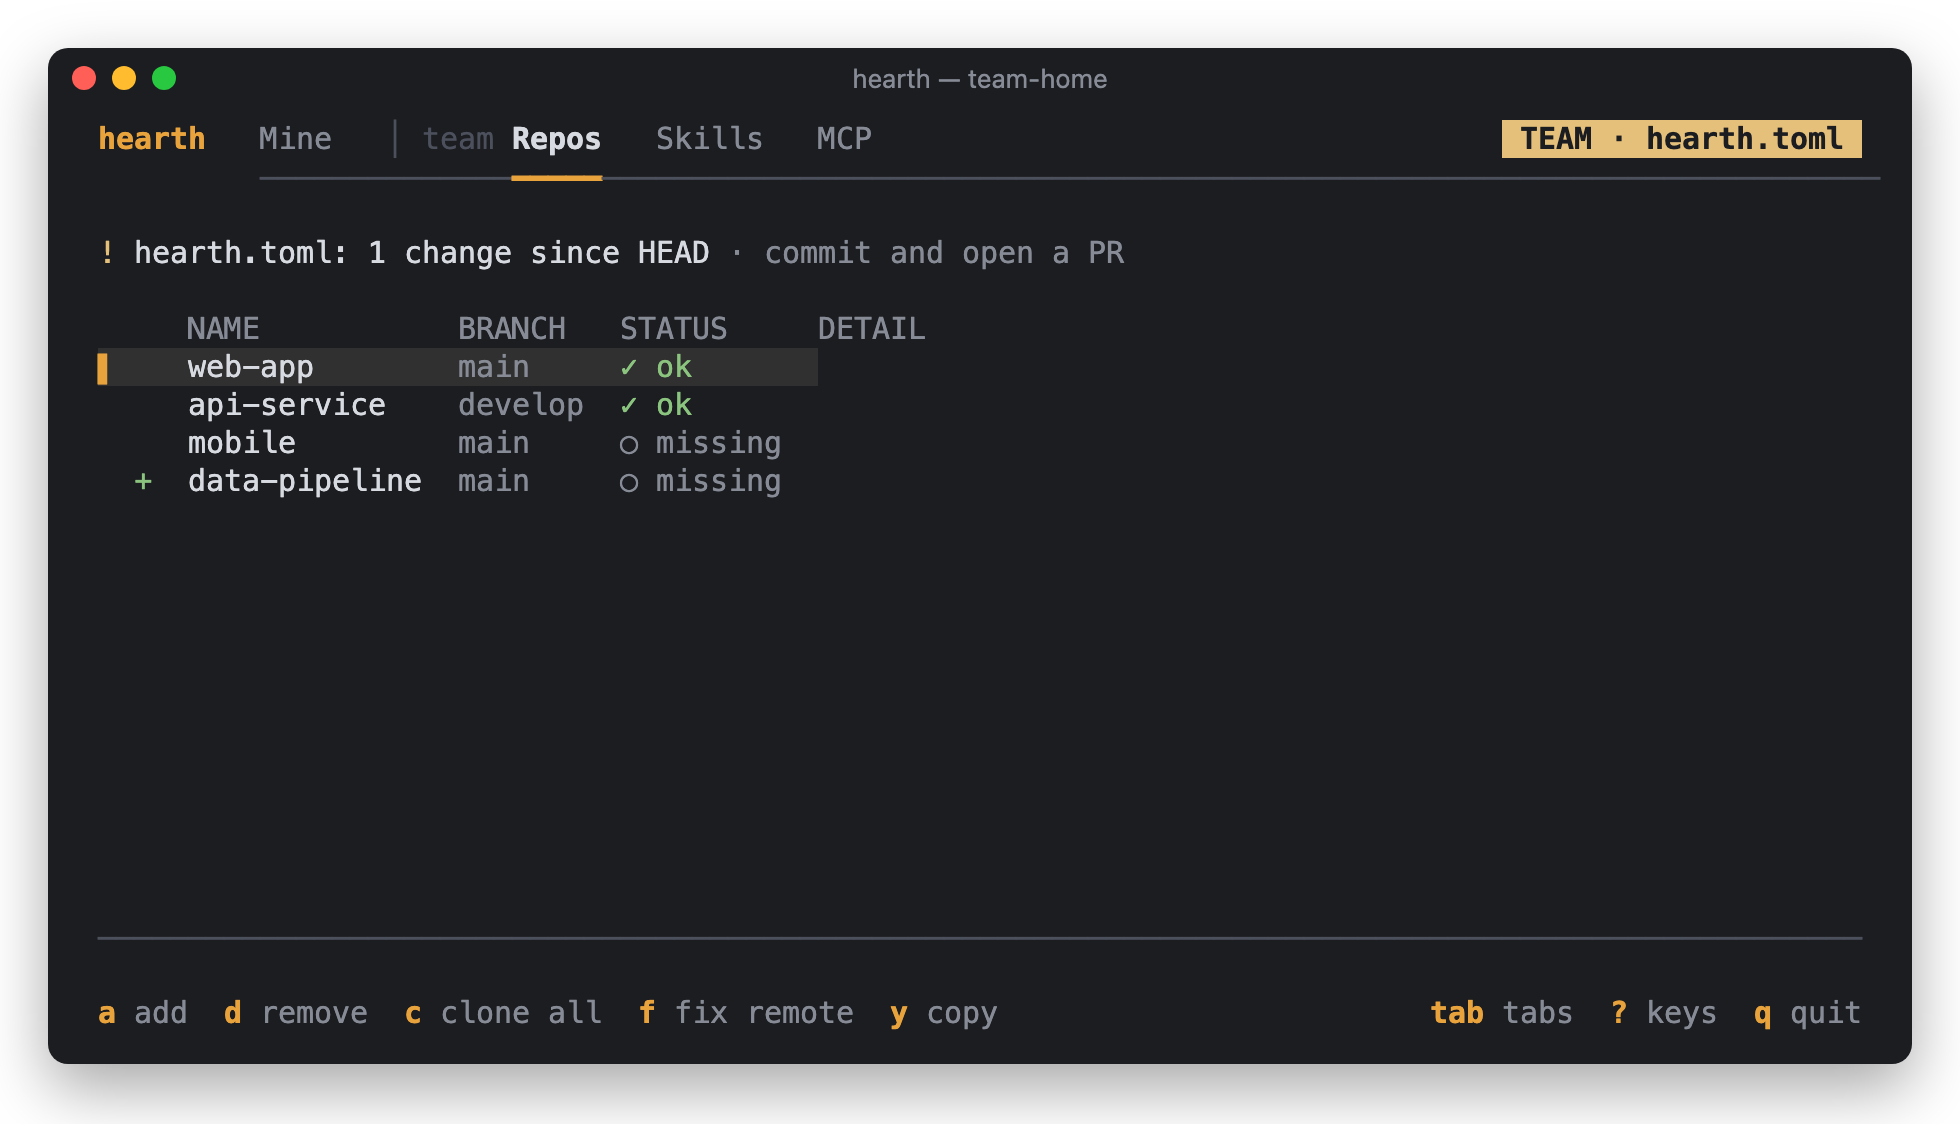 hearth — team-home
hearth Mine │ team Repos Skills MCP TEAM · hearth.toml
! hearth.toml: 1 change since HEAD · commit and open a PR
NAME BRANCH STATUS DETAIL
web-app main ✓ ok
api-service develop ✓ ok
mobile main ○ missing
+ data-pipeline main ○ missing
a add d remove c clone all f fix remote y copy tab tabs ? keys q quit